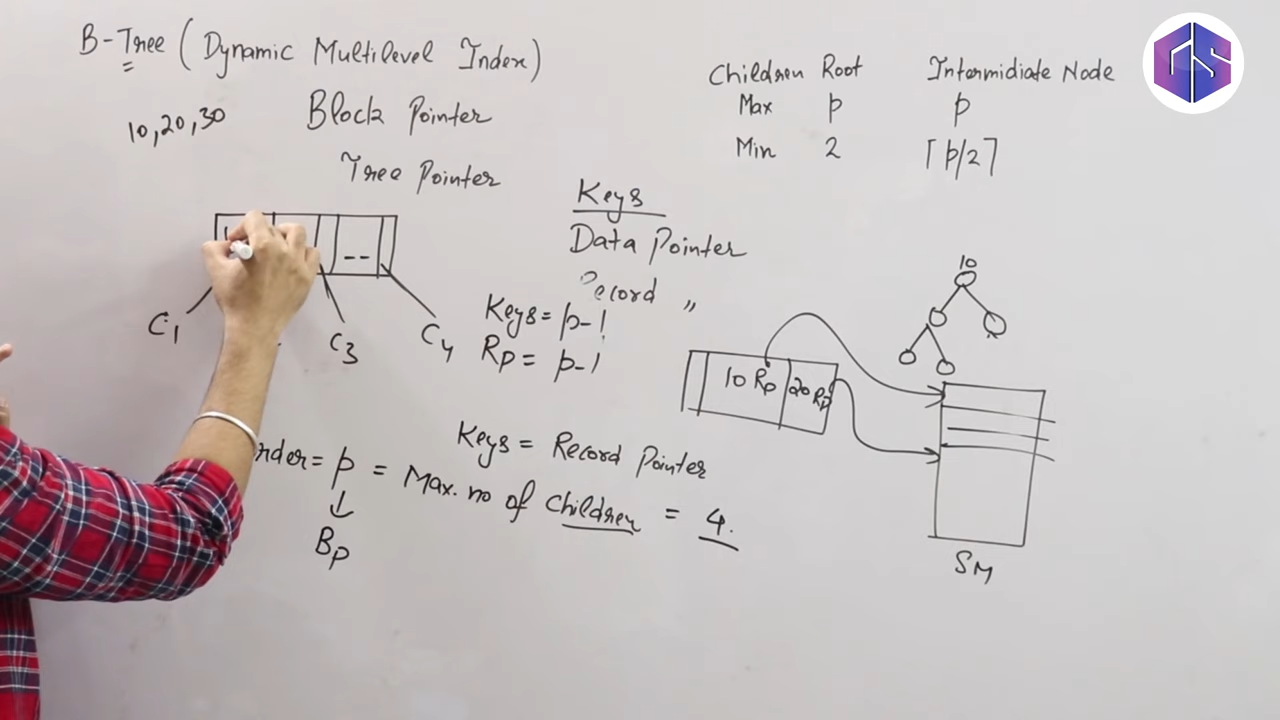 B-Tree (Dynamic Multilevel Index)
10,20,30
Block Pointer
Tree Pointer
Children Root Intermidiate Node
Max p p
Min 2 ⌈p/2⌉
Keys
Data Pointer
Record "
--
C1
C3
C4
Keys = p-1
Rp = p-1
10
10 Rp 20 Rp
Keys = Record Pointer
= p = Max. no of Children = 4.
↓
Bp
SM
GS